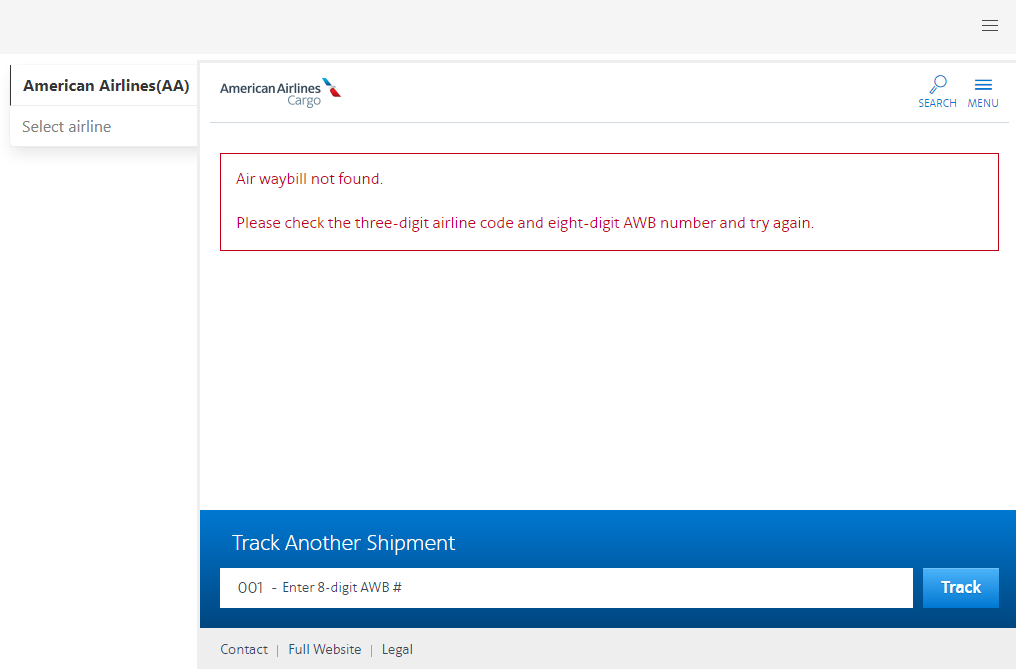 American Airlines(AA)
Select airline
American Airlines
Cargo
SEARCH
MENU
Air waybill not found.
Please check the three-digit airline code and eight-digit AWB number and try again.
Track Another Shipment
001 - Enter 8-digit AWB #
Track
Contact | Full Website | Legal